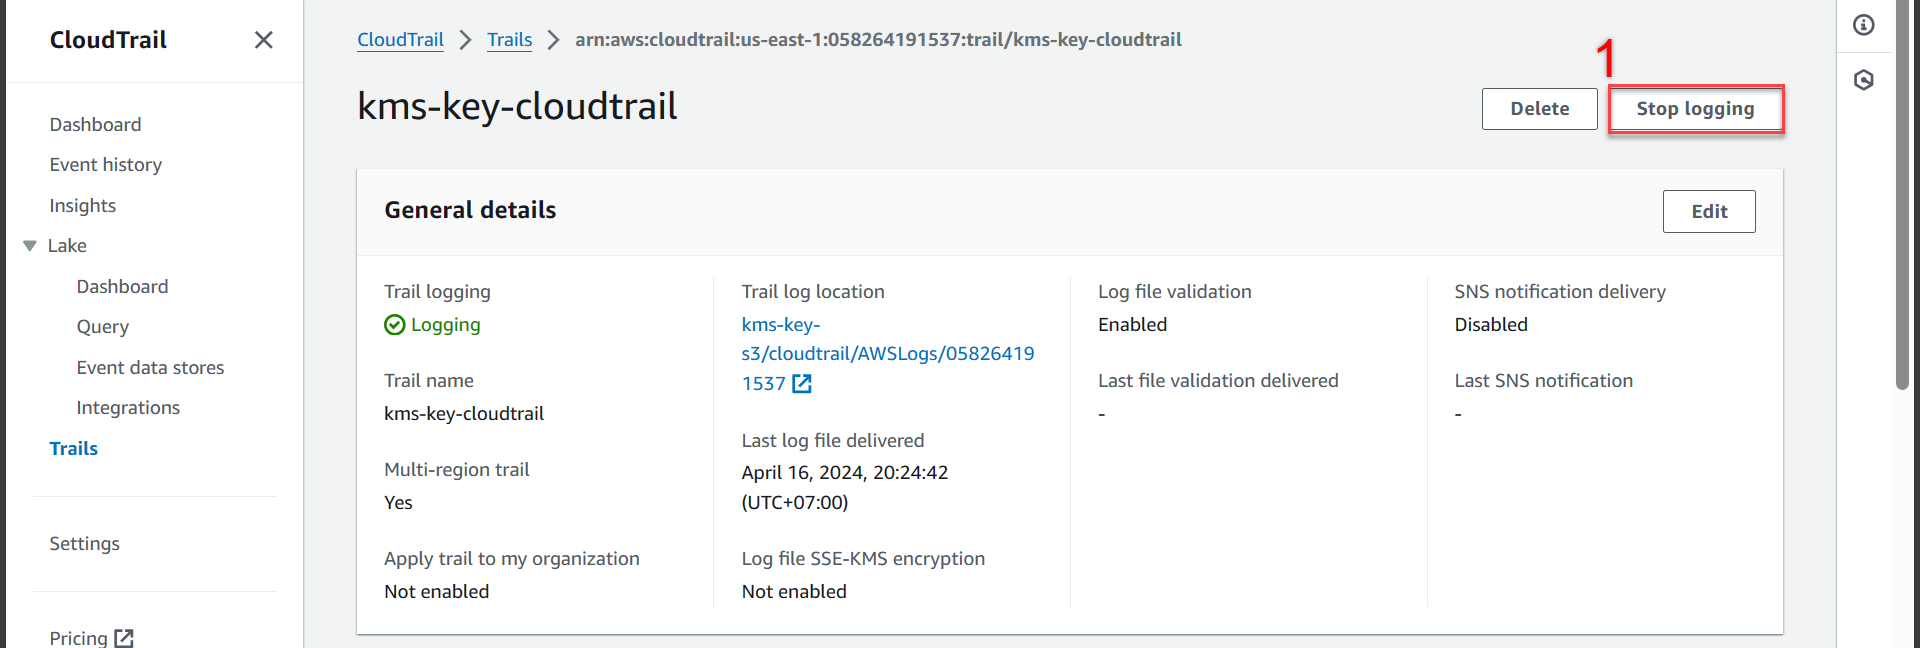 CloudTrail
Dashboard
Event history
Insights
Lake
Dashboard
Query
Event data stores
Integrations
Trails
Settings
Pricing
CloudTrail > Trails > arn:aws:cloudtrail:us-east-1:058264191537:trail/kms-key-cloudtrail
kms-key-cloudtrail
Delete
1
Stop logging
General details
Edit
Trail logging
Logging
Trail name
kms-key-cloudtrail
Multi-region trail
Yes
Apply trail to my organization
Not enabled
Trail log location
kms-key-
s3/cloudtrail/AWSLogs/05826419
1537
Last log file delivered
April 16, 2024, 20:24:42
(UTC+07:00)
Log file SSE-KMS encryption
Not enabled
Log file validation
Enabled
Last file validation delivered
-
SNS notification delivery
Disabled
Last SNS notification
-